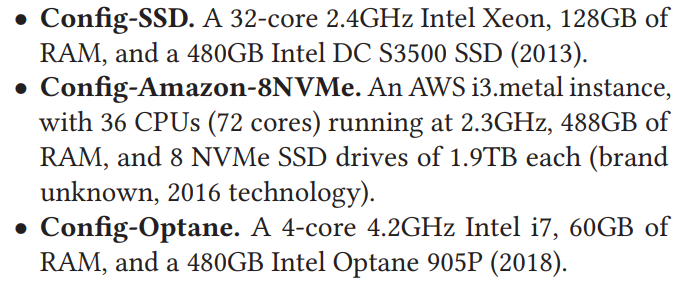 • Config-SSD. A 32-core 2.4GHz Intel Xeon, 128GB of
RAM, and a 480GB Intel DC S3500 SSD (2013).
• Config-Amazon-8NVMe. An AWS i3.metal instance,
with 36 CPUs (72 cores) running at 2.3GHz, 488GB of
RAM, and 8 NVMe SSD drives of 1.9TB each (brand
unknown, 2016 technology).
• Config-Optane. A 4-core 4.2GHz Intel i7, 60GB of
RAM, and a 480GB Intel Optane 905P (2018).